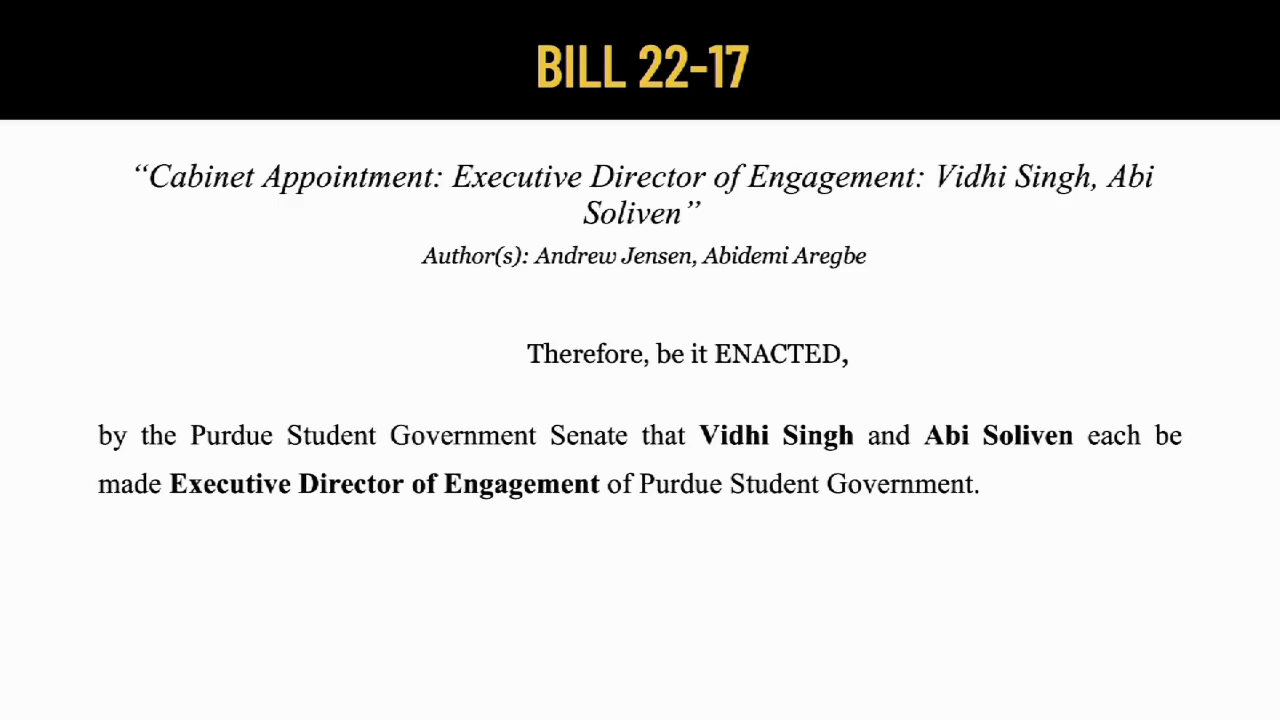 BILL 22-17
“Cabinet Appointment: Executive Director of Engagement: Vidhi Singh, Abi
Soliven”
Author(s): Andrew Jensen, Abidemi Aregbe
Therefore, be it ENACTED,
by the Purdue Student Government Senate that Vidhi Singh and Abi Soliven each be
made Executive Director of Engagement of Purdue Student Government.